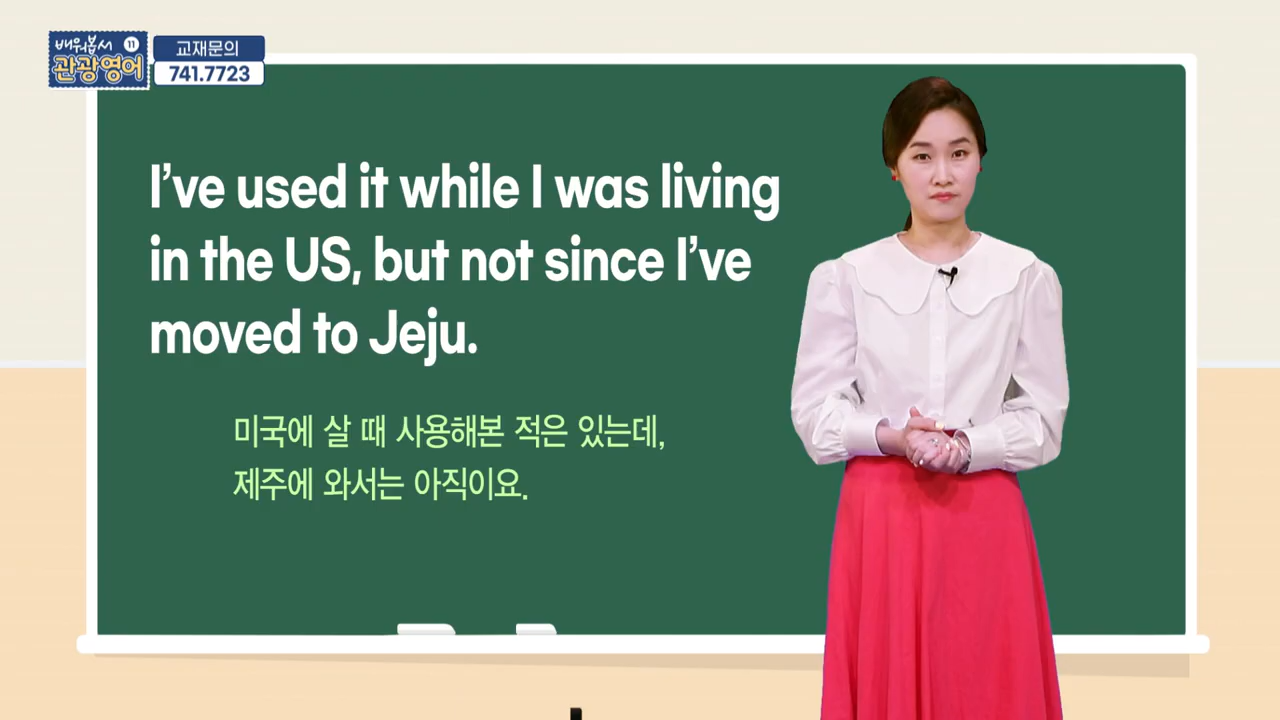 배워봅서 11
관광영어
교재문의
741.7723
I've used it while I was living
in the US, but not since I've
moved to Jeju.
미국에 살 때 사용해본 적은 있는데,
제주에 와서는 아직이요.